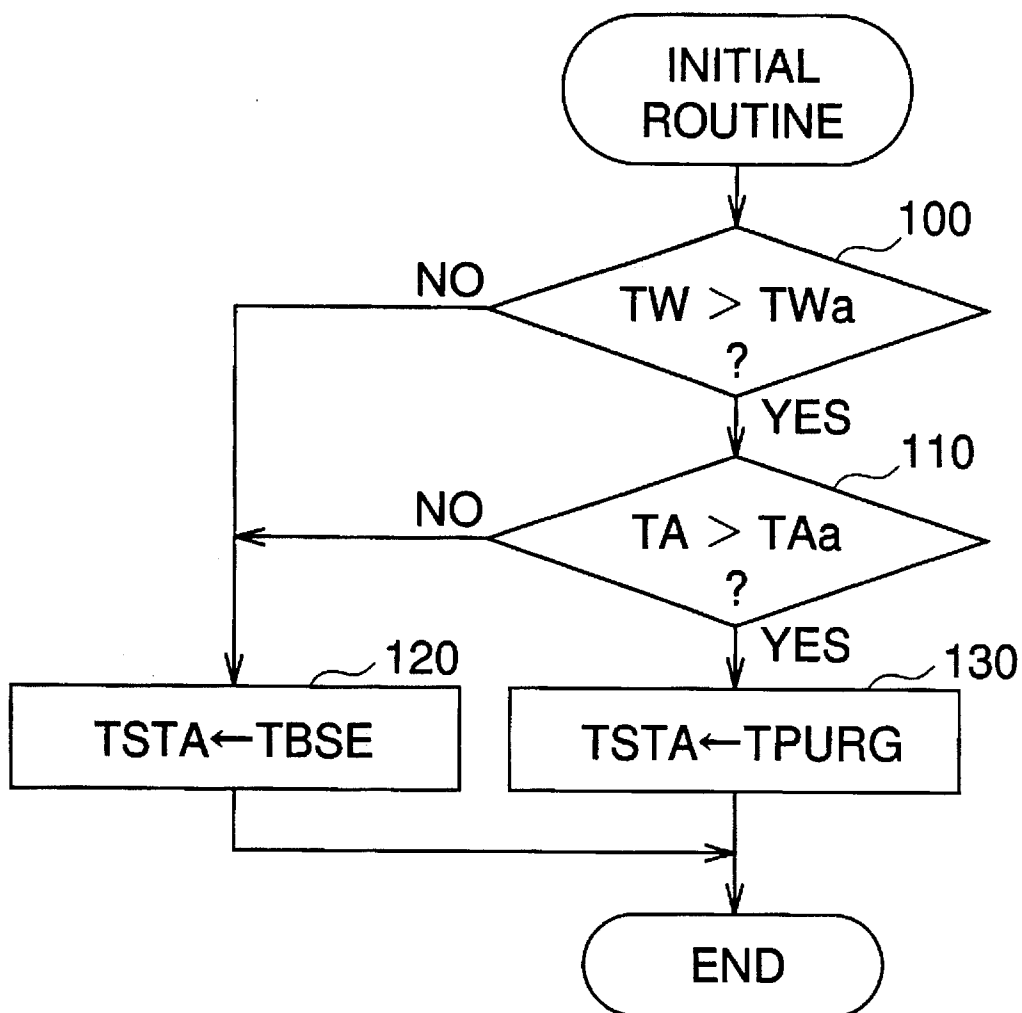 INITIAL
ROUTINE
100
NO
TW > TWa
?
YES
110
NO
TA > TAa
?
YES
120
130
TSTA←TBSE
TSTA←TPURG
END